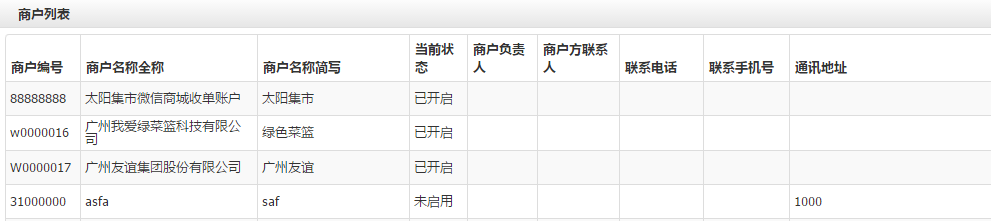 商户列表
商户编号 商户名称全称 商户名称简写 当前状态 商户负责人 商户方联系人 联系电话 联系手机号 通讯地址
88888888 太阳集市微信商城收单账户 太阳集市 已开启
w0000016 广州我爱绿菜篮科技有限公司 绿色菜篮 已开启
W0000017 广州友谊集团股份有限公司 广州友谊 已开启
31000000 asfa saf 未启用 1000